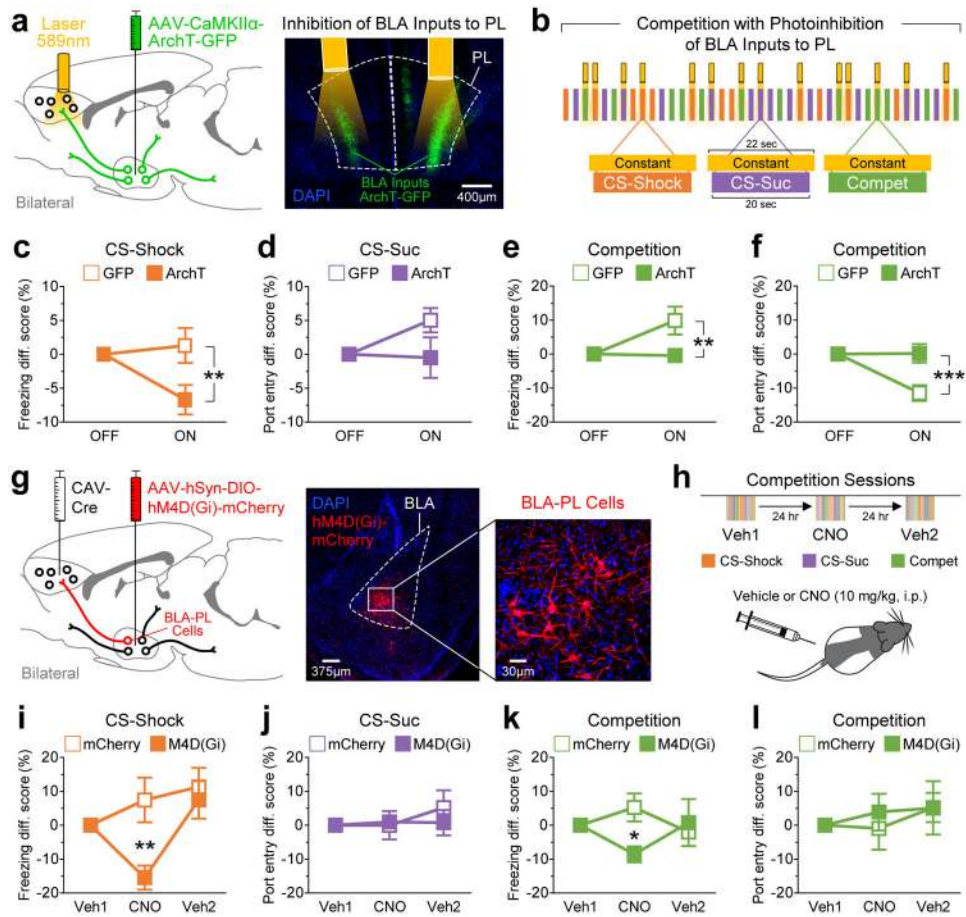 a
Laser
589nm
AAV-CaMKIIα-
ArchT-GFP
Bilateral
Inhibition of BLA Inputs to PL
PL
DAPI
BLA Inputs
ArchT-GFP
400µm
b
Competition with Photoinhibition
of BLA Inputs to PL
22 sec
Constant
Constant
Constant
CS-Shock
CS-Suc
Compet
20 sec
c
CS-Shock
GFP
ArchT
Freezing diff. score (%)
10
5
0
-5
-10
**
OFF
ON
d
CS-Suc
GFP
ArchT
Port entry diff. score (%)
10
5
0
-5
-10
OFF
ON
e
Competition
GFP
ArchT
Freezing diff. score (%)
20
10
0
-10
-20
**
OFF
ON
f
Competition
GFP
ArchT
Port entry diff. score (%)
20
10
0
-10
-20
***
OFF
ON
g
CAV-
Cre
AAV-hSyn-DIO-
hM4D(Gi)-mCherry
BLA-PL
Cells
Bilateral
DAPI
hM4D(Gi)-
mCherry
BLA
375µm
BLA-PL Cells
30µm
h
Competition Sessions
24 hr
24 hr
Veh1
CNO
Veh2
CS-Shock
CS-Suc
Compet
Vehicle or CNO (10 mg/kg, i.p.)
i
CS-Shock
mCherry
M4D(Gi)
Freezing diff. score (%)
20
10
0
-10
-20
**
Veh1
CNO
Veh2
j
CS-Suc
mCherry
M4D(Gi)
Port entry diff. score (%)
20
10
0
-10
-20
Veh1
CNO
Veh2
k
Competition
mCherry
M4D(Gi)
Freezing diff. score (%)
20
10
0
-10
-20
*
Veh1
CNO
Veh2
l
Competition
mCherry
M4D(Gi)
Port entry diff. score (%)
20
10
0
-10
-20
Veh1
CNO
Veh2